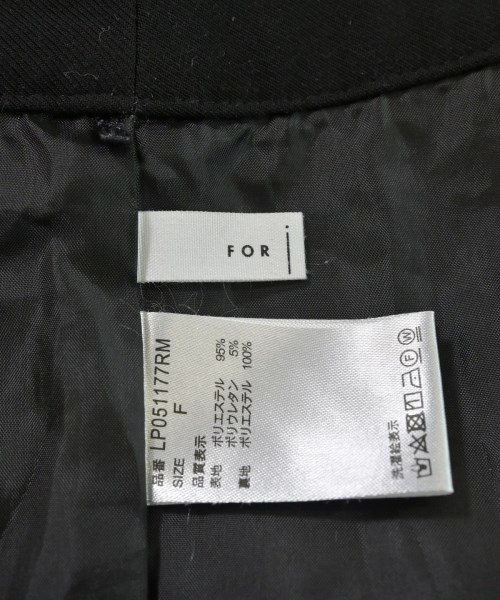 FOR i
品番 LP051177RM
SIZE F
品質表示
表地 ポリエステル 95%
ポリウレタン 5%
裏地 ポリエステル 100%
洗濯絵表示